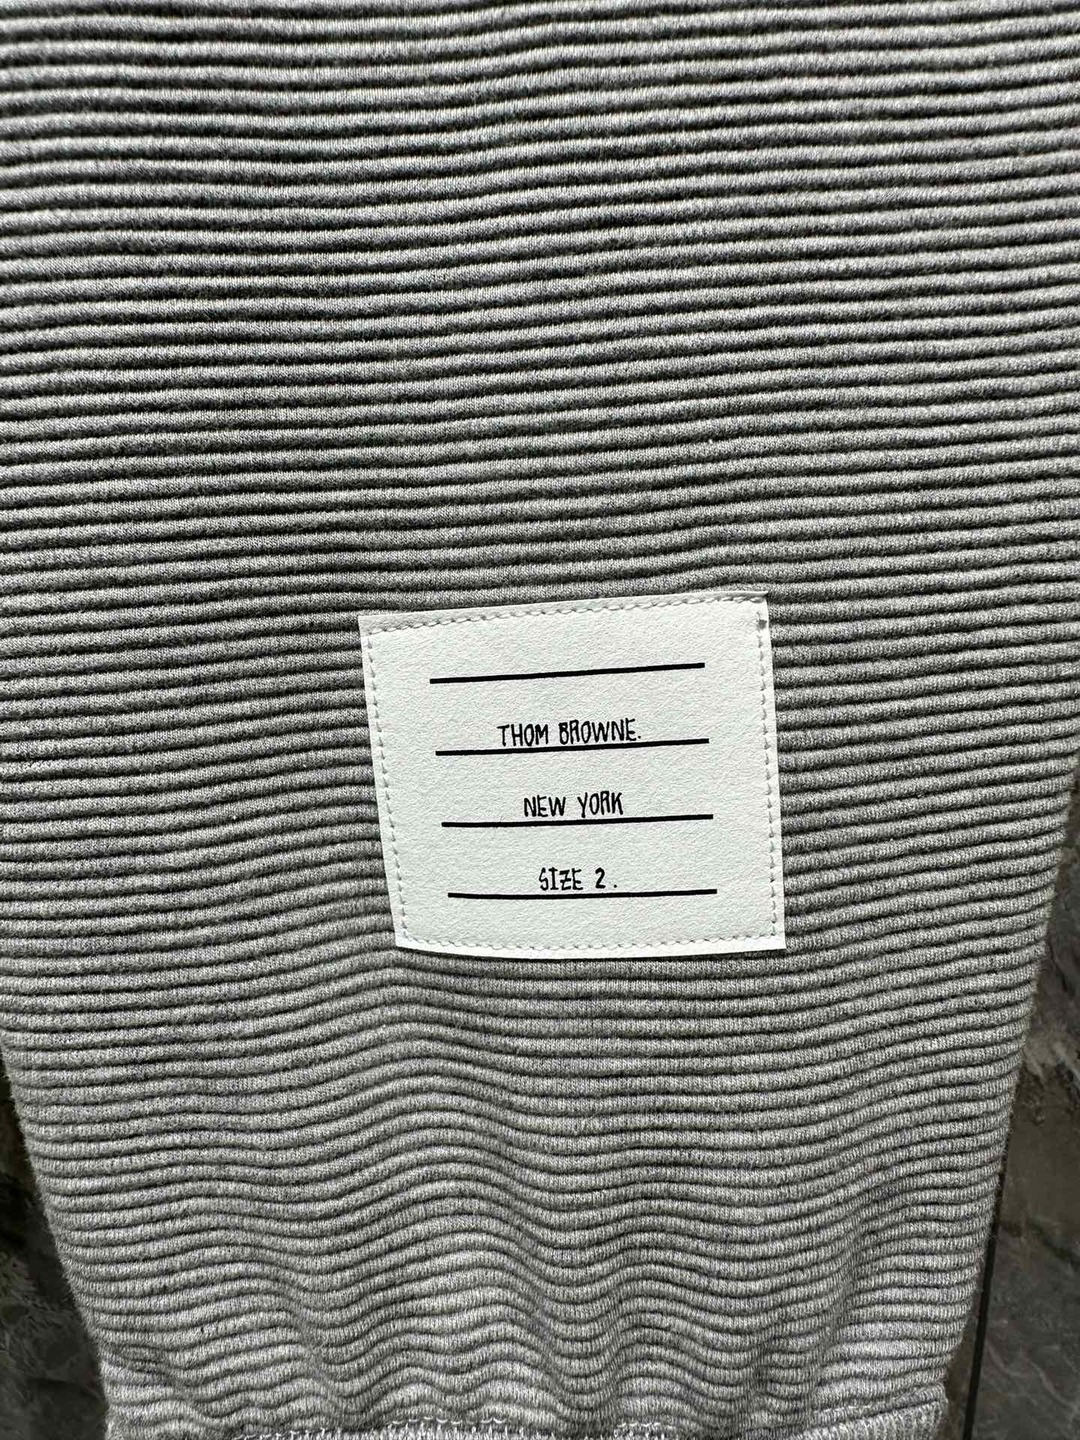 THOM BROWNE.
NEW YORK
SIZE 2.